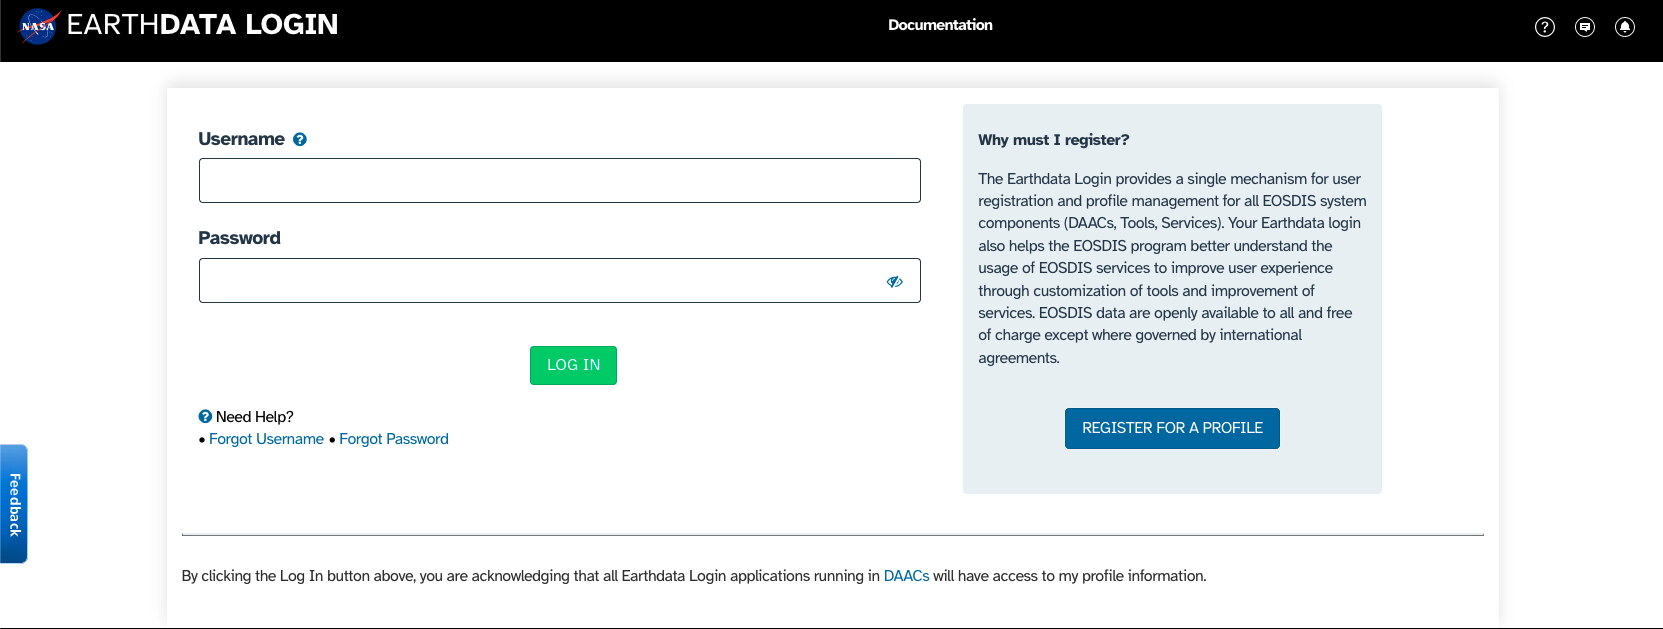 NASA EARTHDATA LOGIN
Documentation
?
Username ?
Password
LOG IN
? Need Help?
• Forgot Username • Forgot Password
Why must I register?
The Earthdata Login provides a single mechanism for user
registration and profile management for all EOSDIS system
components (DAACs, Tools, Services). Your Earthdata login
also helps the EOSDIS program better understand the
usage of EOSDIS services to improve user experience
through customization of tools and improvement of
services. EOSDIS data are openly available to all and free
of charge except where governed by international
agreements.
REGISTER FOR A PROFILE
Feedback
By clicking the Log In button above, you are acknowledging that all Earthdata Login applications running in DAACs will have access to my profile information.